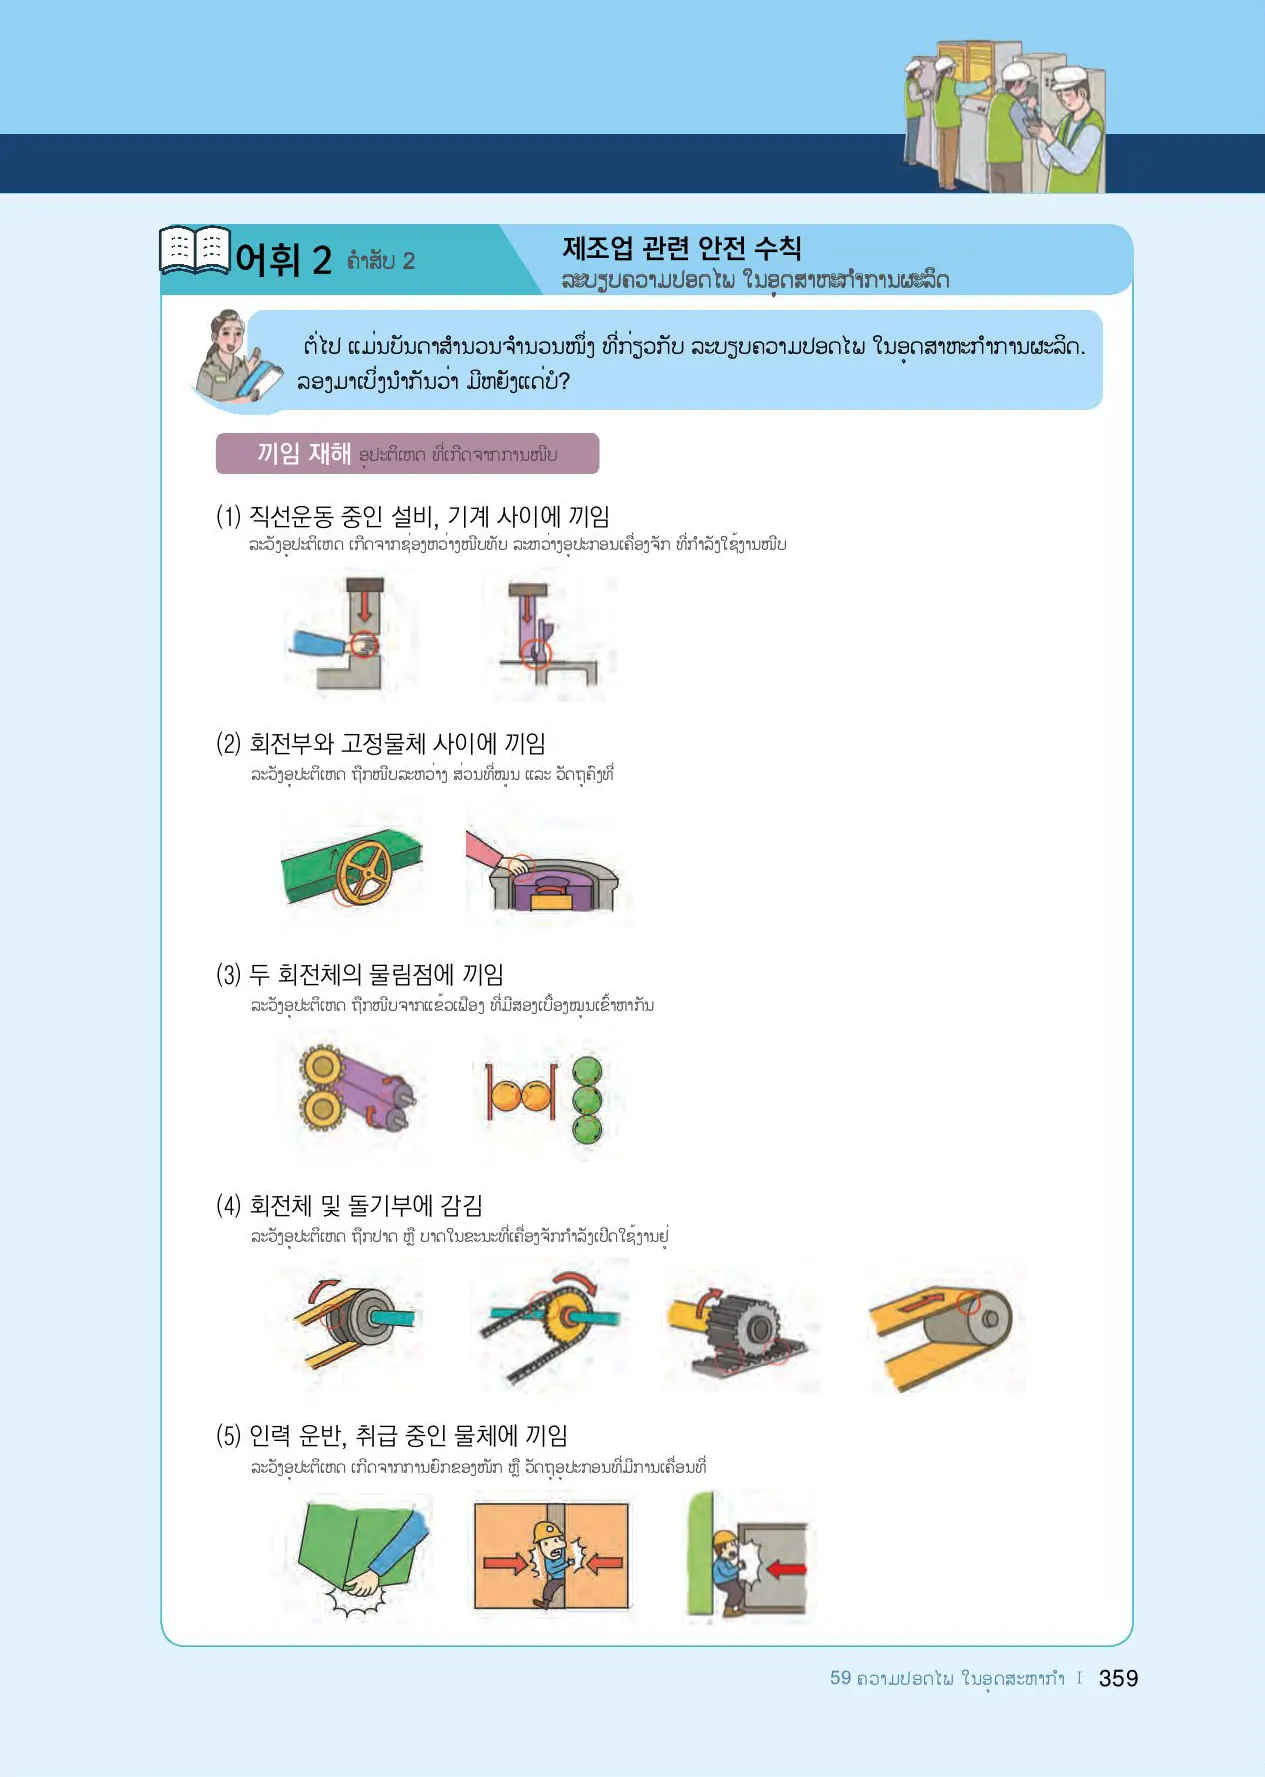 어휘 2 ຄຳສັບ 2
제조업 관련 안전 수칙
ລະບຽບຄວາມປອດໄພ ໃນອຸດສາຫະກຳການຜະລິດ
ຕໍ່ໄປ ແມ່ນບັນດາສຳນວນຈຳນວນໜຶ່ງ ທີ່ກ່ຽວກັບ ລະບຽບຄວາມປອດໄພ ໃນອຸດສາຫະກຳການຜະລິດ.
ລອງມາເບິ່ງນຳກັນວ່າ ມີຫຍັງແດ່ບໍ?
끼임 재해 ອຸປະຕິເຫດ ທີ່ເກີດຈາກການໜີບ
(1) 직선운동 중인 설비, 기계 사이에 끼임
ລະວັງອຸປະຕິເຫດ ເກີດຈາກຊ່ອງຫວ່າງໜີບທັບ ລະຫວ່າງອຸປະກອນເຄື່ອງຈັກ ທີ່ກຳລັງໃຊ້ງານໜີບ
(2) 회전부와 고정물체 사이에 끼임
ລະວັງອຸປະຕິເຫດ ຖືກໜີບລະຫວ່າງ ສ່ວນທີ່ໝູນ ແລະ ວັດຖຸຄົງທີ່
(3) 두 회전체의 물림점에 끼임
ລະວັງອຸປະຕິເຫດ ຖືກໜີບຈາກແຂ້ວເຟືອງ ທີ່ມີສອງເບື້ອງໝູນເຂົ້າຫາກັນ
(4) 회전체 및 돌기부에 감김
ລະວັງອຸປະຕິເຫດ ຖືກປາດ ຫຼື ບາດໃນຂະນະທີ່ເຄື່ອງຈັກກຳລັງເປີດໃຊ້ງານຢູ່
(5) 인력 운반, 취급 중인 물체에 끼임
ລະວັງອຸປະຕິເຫດ ເກີດຈາກການຍົກຂອງໜັກ ຫຼື ວັດຖຸອຸປະກອນທີ່ມີການເຄື່ອນທີ່
59 ຄວາມປອດໄພ ໃນອຸດສະຫາກຳ I 359